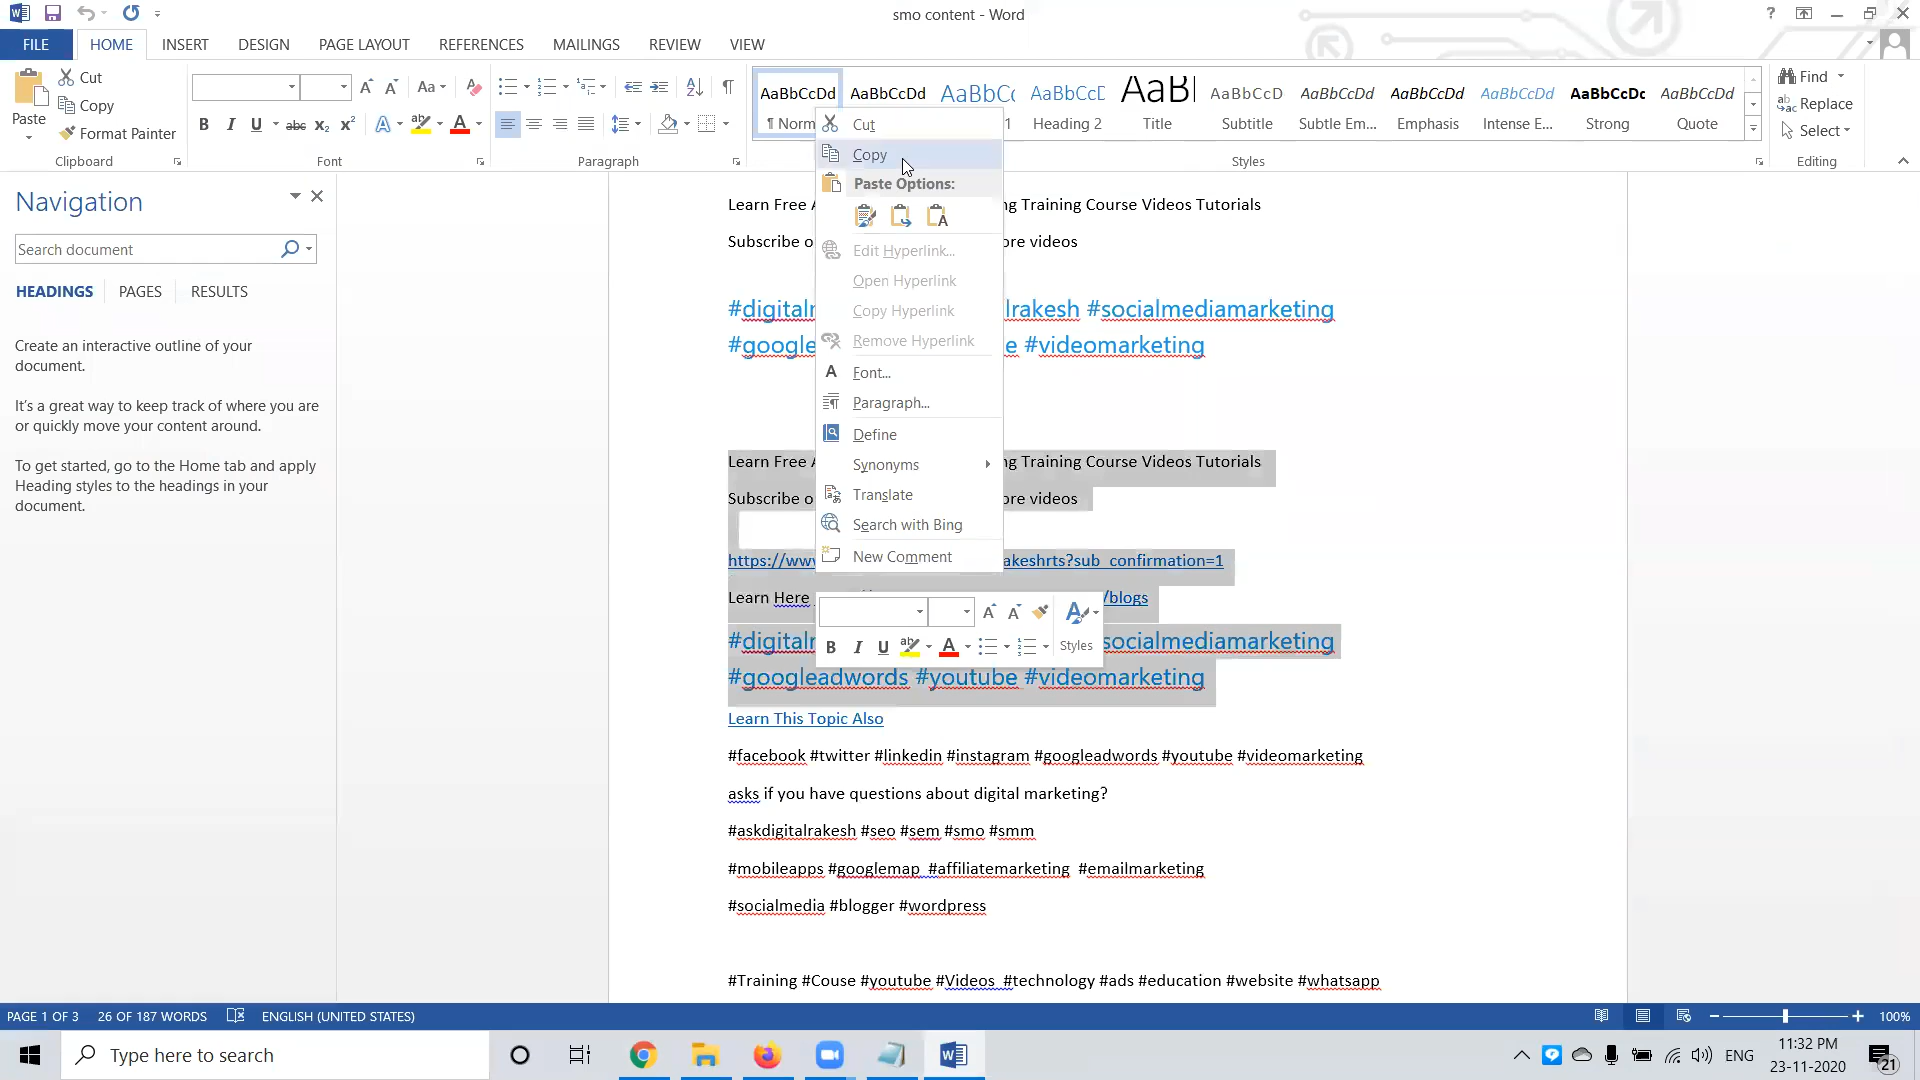 smo content - Word
?
FILE HOME INSERT DESIGN PAGE LAYOUT REFERENCES MAILINGS REVIEW VIEW
Paste
Cut
Copy
Format Painter
Clipboard
Aa
B I U abc x₂ x² A A
Font
Paragraph
AaBbCcDd AaBbCcDd AaBbCc AaBbCcD AaBb AaBbCcD AaBbCcDd AaBbCcDd AaBbCcDd AaBbCcDc AaBbCcDd
¶ Norm 1 Heading 2 Title Subtitle Subtle Em... Emphasis Intense E... Strong Quote
Styles
Find
Replace
Select
Editing
Navigation
Search document
HEADINGS PAGES RESULTS
Create an interactive outline of your
document.
It's a great way to keep track of where you are
or quickly move your content around.
To get started, go to the Home tab and apply
Heading styles to the headings in your
document.
Cut
Copy
Paste Options:
Edit Hyperlink...
Open Hyperlink
Copy Hyperlink
Remove Hyperlink
Font...
Paragraph...
Define
Synonyms
Translate
Search with Bing
New Comment
B I U A Styles
Learn Free A ng Training Course Videos Tutorials
Subscribe o ore videos
#digitalr lrakesh #socialmediamarketing
#google e #videomarketing
Learn Free A ng Training Course Videos Tutorials
Subscribe o ore videos
https://www akeshrts?sub_confirmation=1
Learn Here /blogs
#digitalr socialmediamarketing
#googleadwords #youtube #videomarketing
Learn This Topic Also
#facebook #twitter #linkedin #instagram #googleadwords #youtube #videomarketing
asks if you have questions about digital marketing?
#askdigitalrakesh #seo #sem #smo #smm
#mobileapps #googlemap #affiliatemarketing #emailmarketing
#socialmedia #blogger #wordpress
#Training #Couse #youtube #Videos #technology #ads #education #website #whatsapp
PAGE 1 OF 3 26 OF 187 WORDS ENGLISH (UNITED STATES) 100%
Type here to search
ENG
11:32 PM
23-11-2020
21